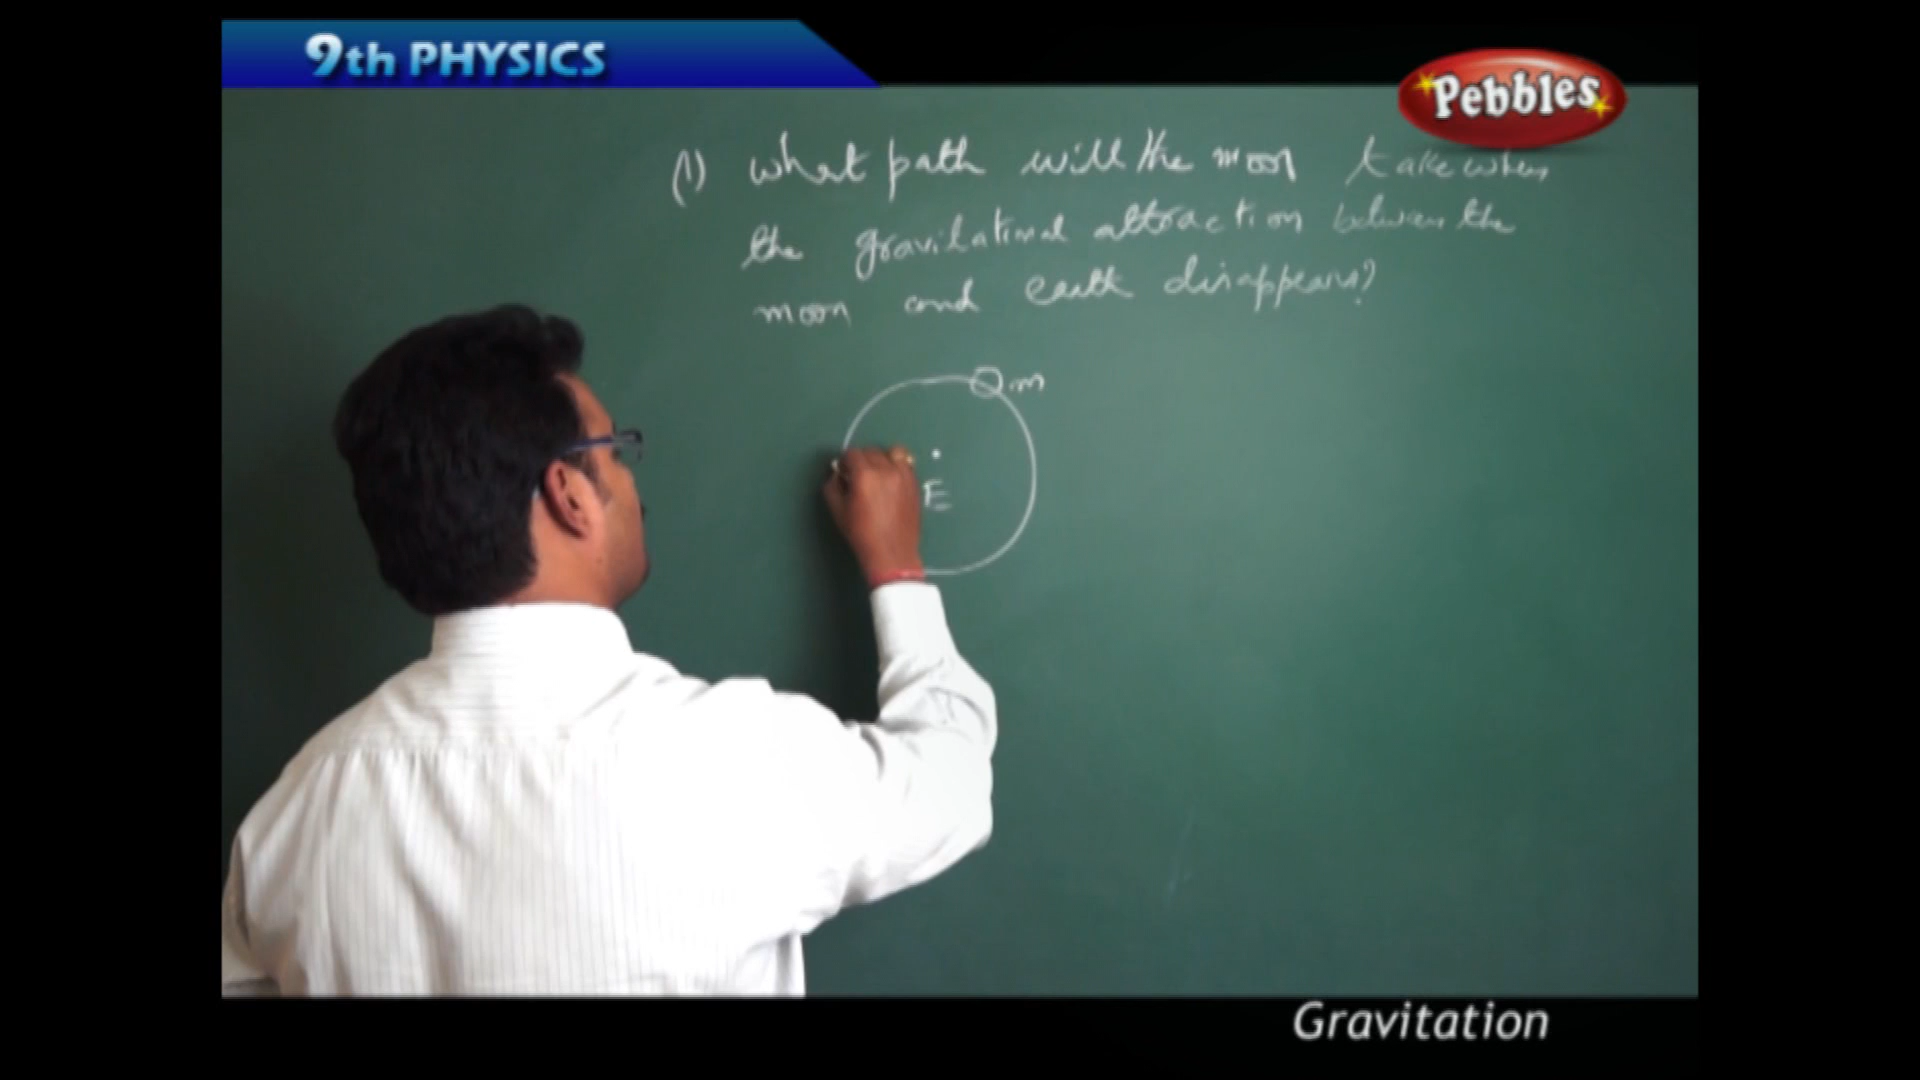 9th PHYSICS
Pebbles
(1) what path will the moon take when
the gravitational attraction between the
moon and earth disappears?
m
E
Gravitation